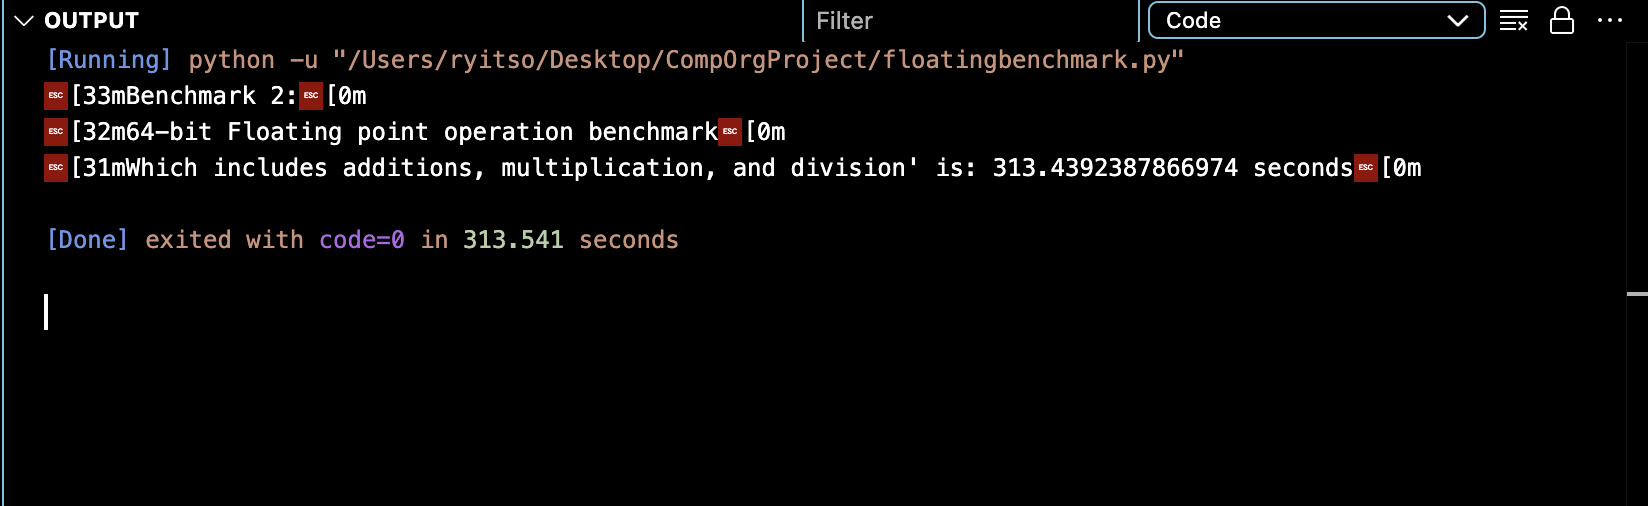 OUTPUT
Filter
Code
[Running] python -u "/Users/ryitso/Desktop/CompOrgProject/floatingbenchmark.py"
ESC[33mBenchmark 2:ESC[0m
ESC[32m64-bit Floating point operation benchmarkESC[0m
ESC[31mWhich includes additions, multiplication, and division' is: 313.4392387866974 secondsESC[0m
[Done] exited with code=0 in 313.541 seconds